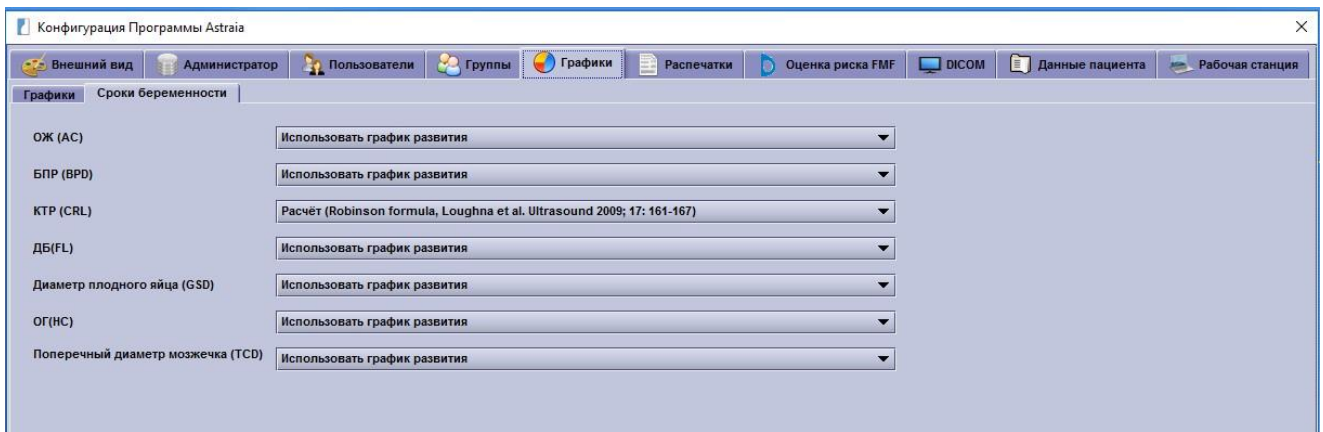 Конфигурация Программы Astraia
Внешний вид Администратор Пользователи Группы Графики Распечатки Оценка риска FMF DICOM Данные пациента Рабочая станция
Графики Сроки беременности
ОЖ (AC) Использовать график развития
БПР (BPD) Использовать график развития
КТР (CRL) Расчёт (Robinson formula, Loughna et al. Ultrasound 2009; 17: 161-167)
ДБ(FL) Использовать график развития
Диаметр плодного яйца (GSD) Использовать график развития
ОГ(HC) Использовать график развития
Поперечный диаметр мозжечка (TCD) Использовать график развития